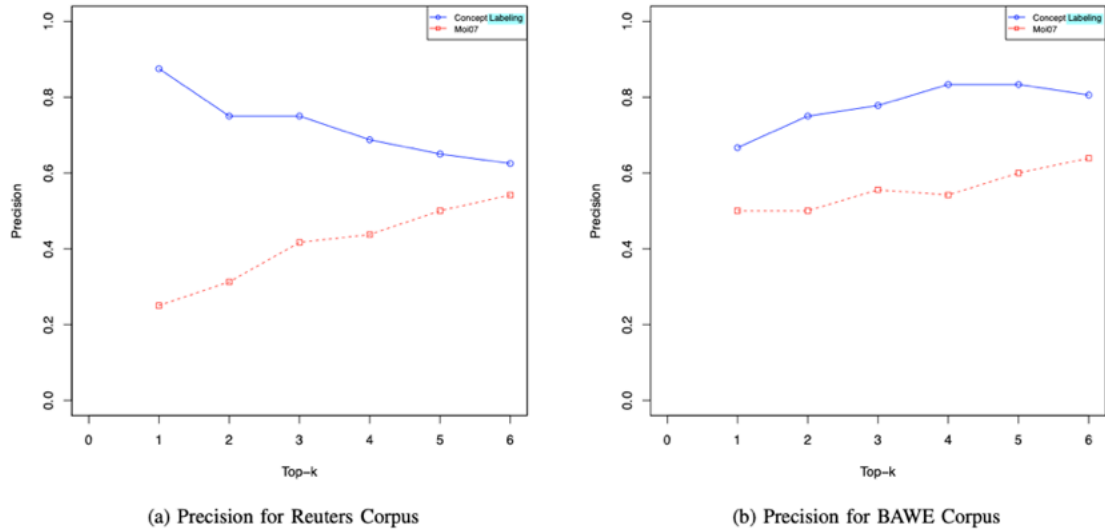 Concept Labeling
Moi07
1.0
0.8
0.6
0.4
0.2
0.0
Precision
0 1 2 3 4 5 6
Top-k
(a) Precision for Reuters Corpus
Concept Labeling
Moi07
1.0
0.8
0.6
0.4
0.2
0.0
Precision
0 1 2 3 4 5 6
Top-k
(b) Precision for BAWE Corpus